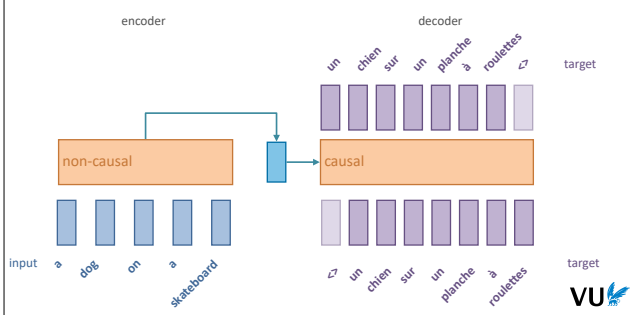 encoder
decoder
un chien sur un planche à roulettes <>
target
non-causal
causal
input
a dog on a skateboard
<> un chien sur un planche à roulettes
target
VU